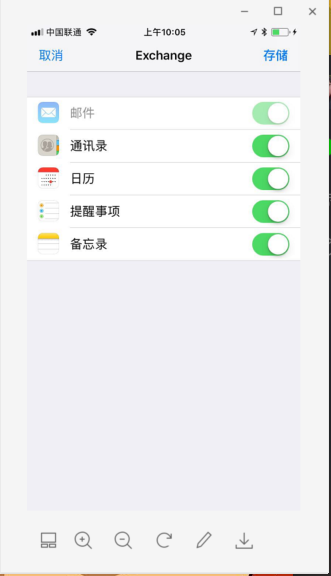 中国联通 上午10:05
取消 Exchange 存储
邮件
通讯录
日历
提醒事项
备忘录